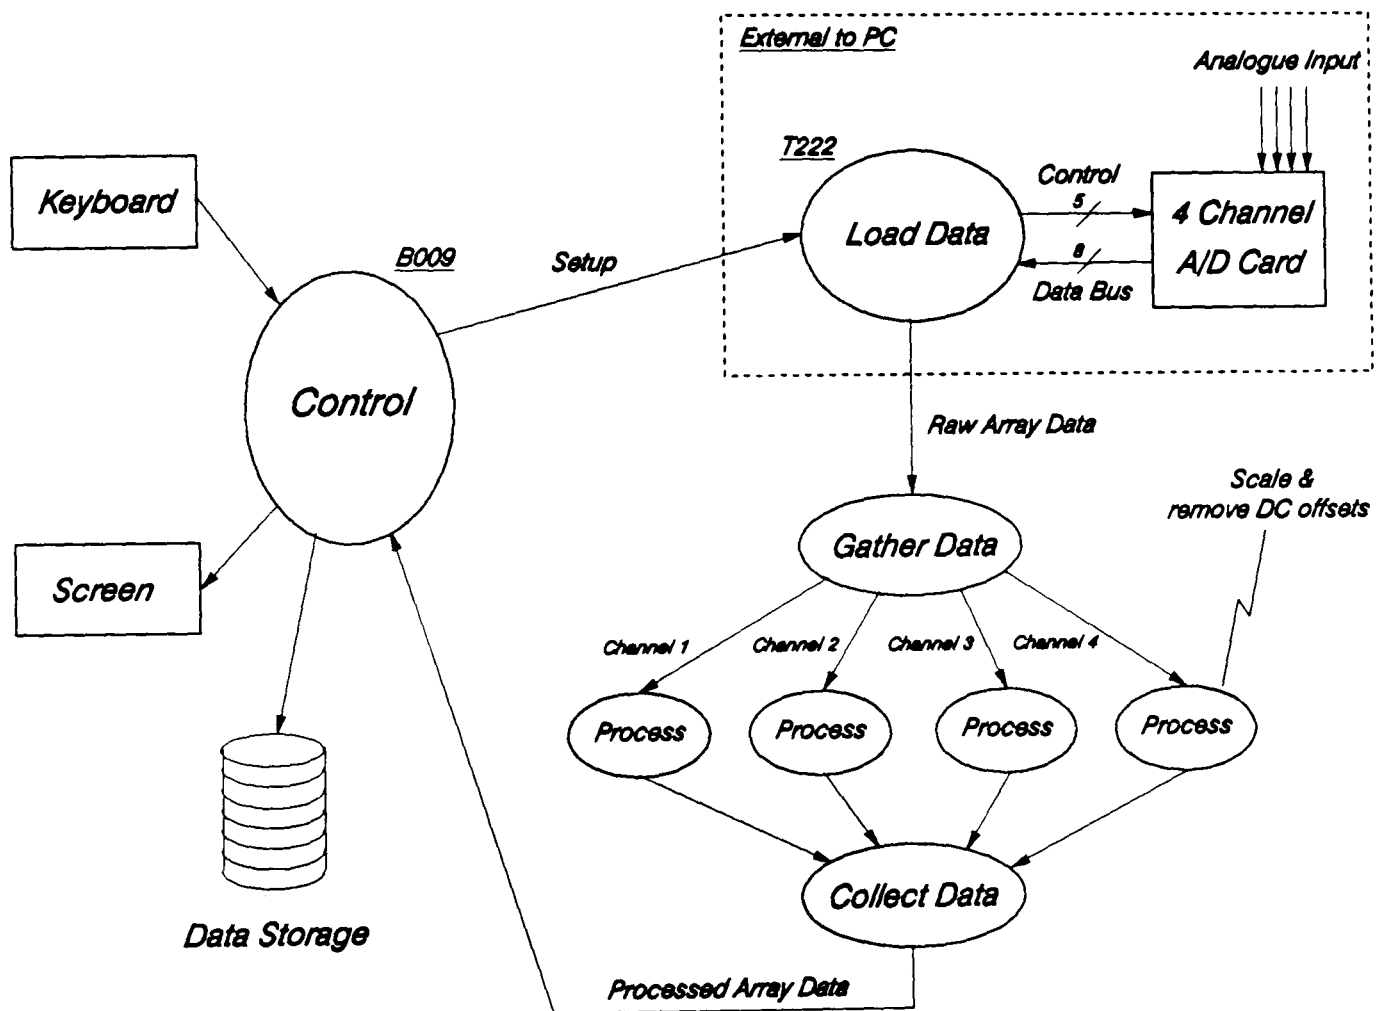 External to PC
Analogue Input
T222
Keyboard
Control
5
4 Channel
A/D Card
Load Data
B009
Setup
8
Data Bus
Control
Raw Array Data
Scale &
remove DC offsets
Gather Data
Screen
Channel 1
Channel 2
Channel 3
Channel 4
Process
Process
Process
Process
Collect Data
Data Storage
Processed Array Data